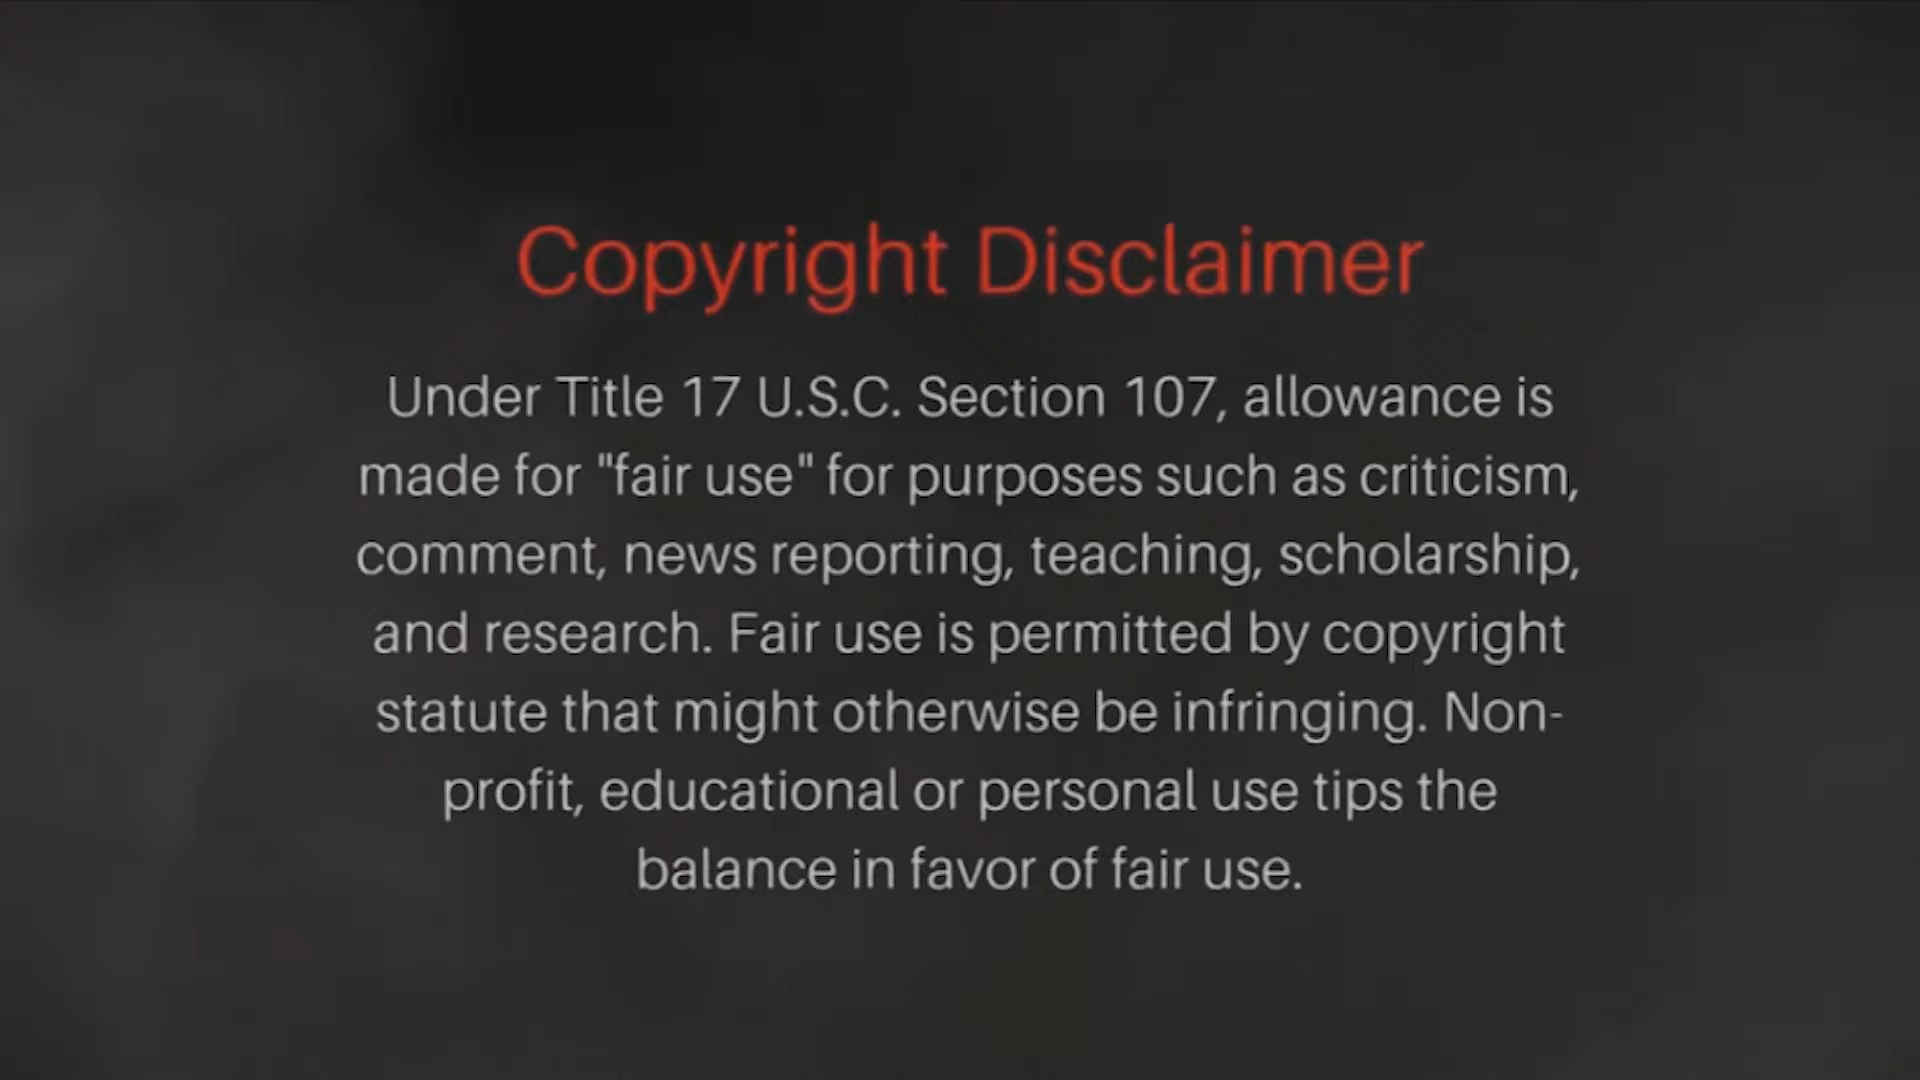 Copyright Disclaimer
Under Title 17 U.S.C. Section 107, allowance is
made for "fair use" for purposes such as criticism,
comment, news reporting, teaching, scholarship,
and research. Fair use is permitted by copyright
statute that might otherwise be infringing. Non-
profit, educational or personal use tips the
balance in favor of fair use.